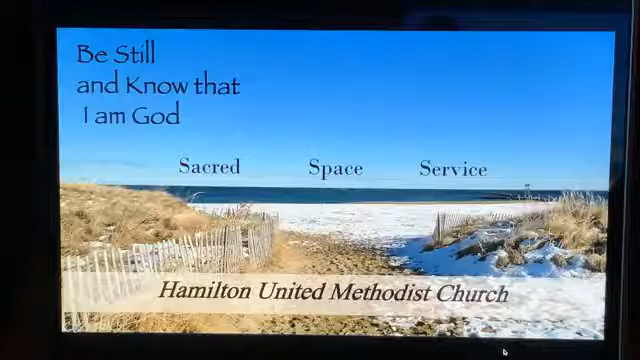 Be Still
and Know that
I am God
Sacred Space Service
Hamilton United Methodist Church